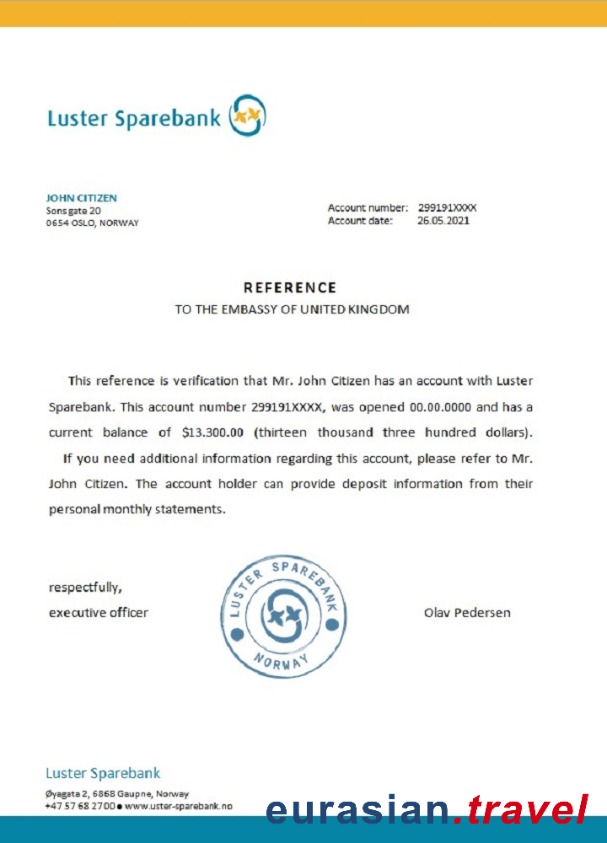 Luster Sparebank
JOHN CITIZEN
Sonsgate 20
0654 OSLO, NORWAY
Account number: 299191XXXX
Account date: 26.05.2021
REFERENCE
TO THE EMBASSY OF UNITED KINGDOM
This reference is verification that Mr. John Citizen has an account with Luster
Sparebank. This account number 299191XXXX, was opened 00.00.0000 and has a
current balance of $13.300.00 (thirteen thousand three hundred dollars).
If you need additional information regarding this account, please refer to Mr.
John Citizen. The account holder can provide deposit information from their
personal monthly statements.
respectfully,
executive officer
LUSTER SPAREBANK
NORWAY
Olav Pedersen
Luster Sparebank
Øyagata 2, 6868 Gaupne, Norway
+47 57 68 27 00 ● www.uster-sparebank.no
eurasian.travel